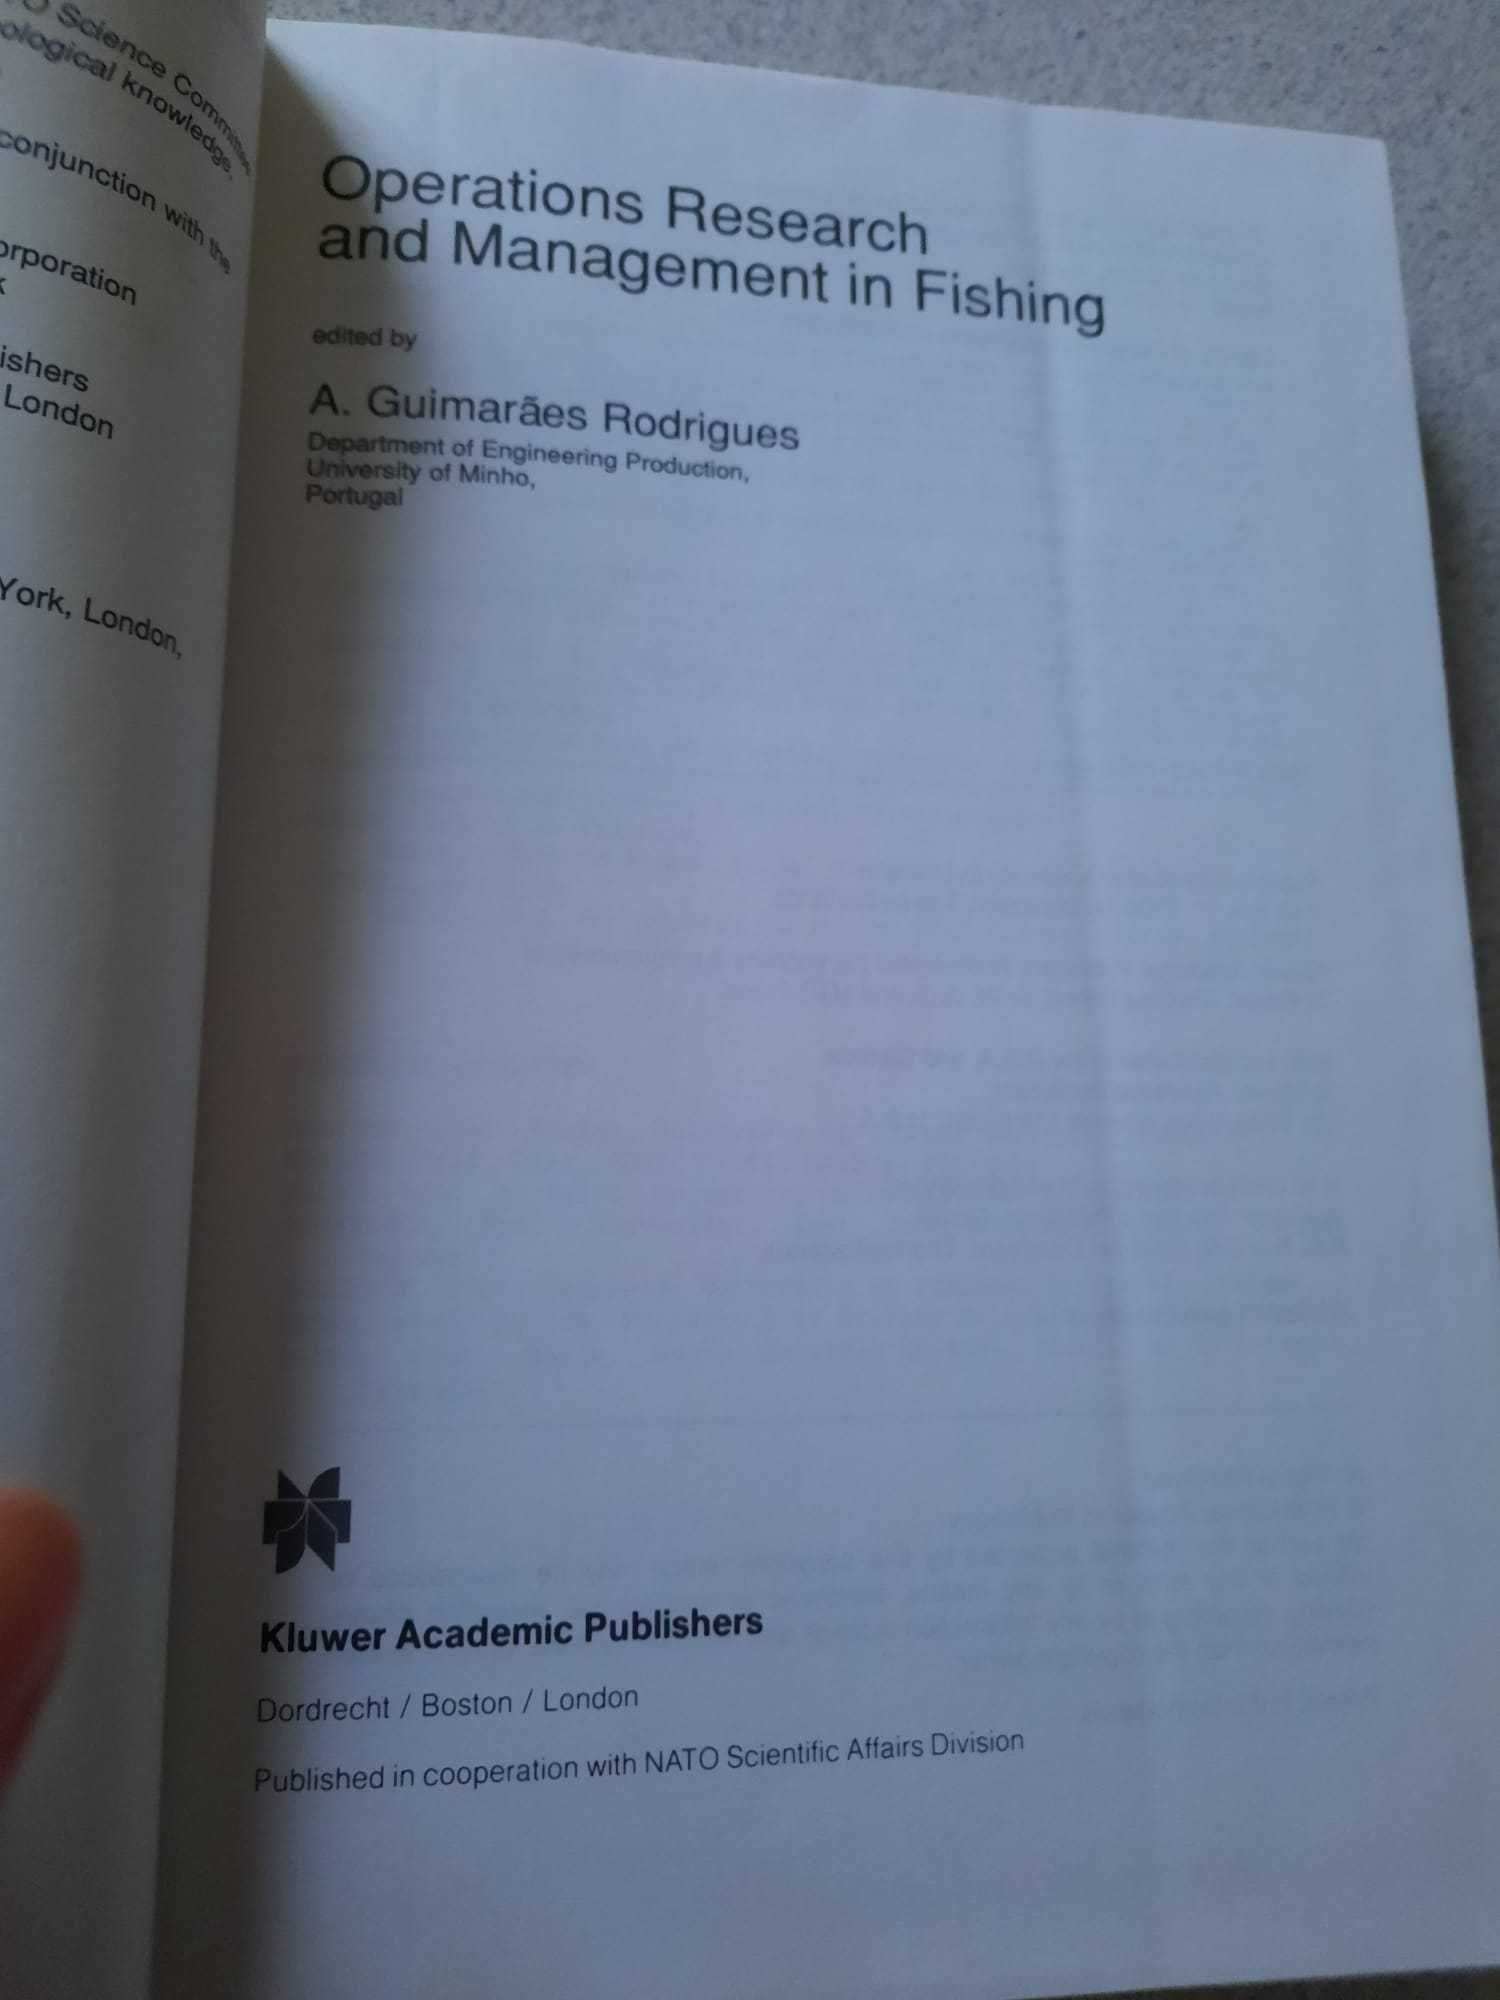 Science Committee
ological knowledge,
conjunction with the
orporation
k
ishers
London
York, London,
Operations Research
and Management in Fishing
edited by
A. Guimarães Rodrigues
Department of Engineering Production,
University of Minho,
Portugal
Kluwer Academic Publishers
Dordrecht / Boston / London
Published in cooperation with NATO Scientific Affairs Division